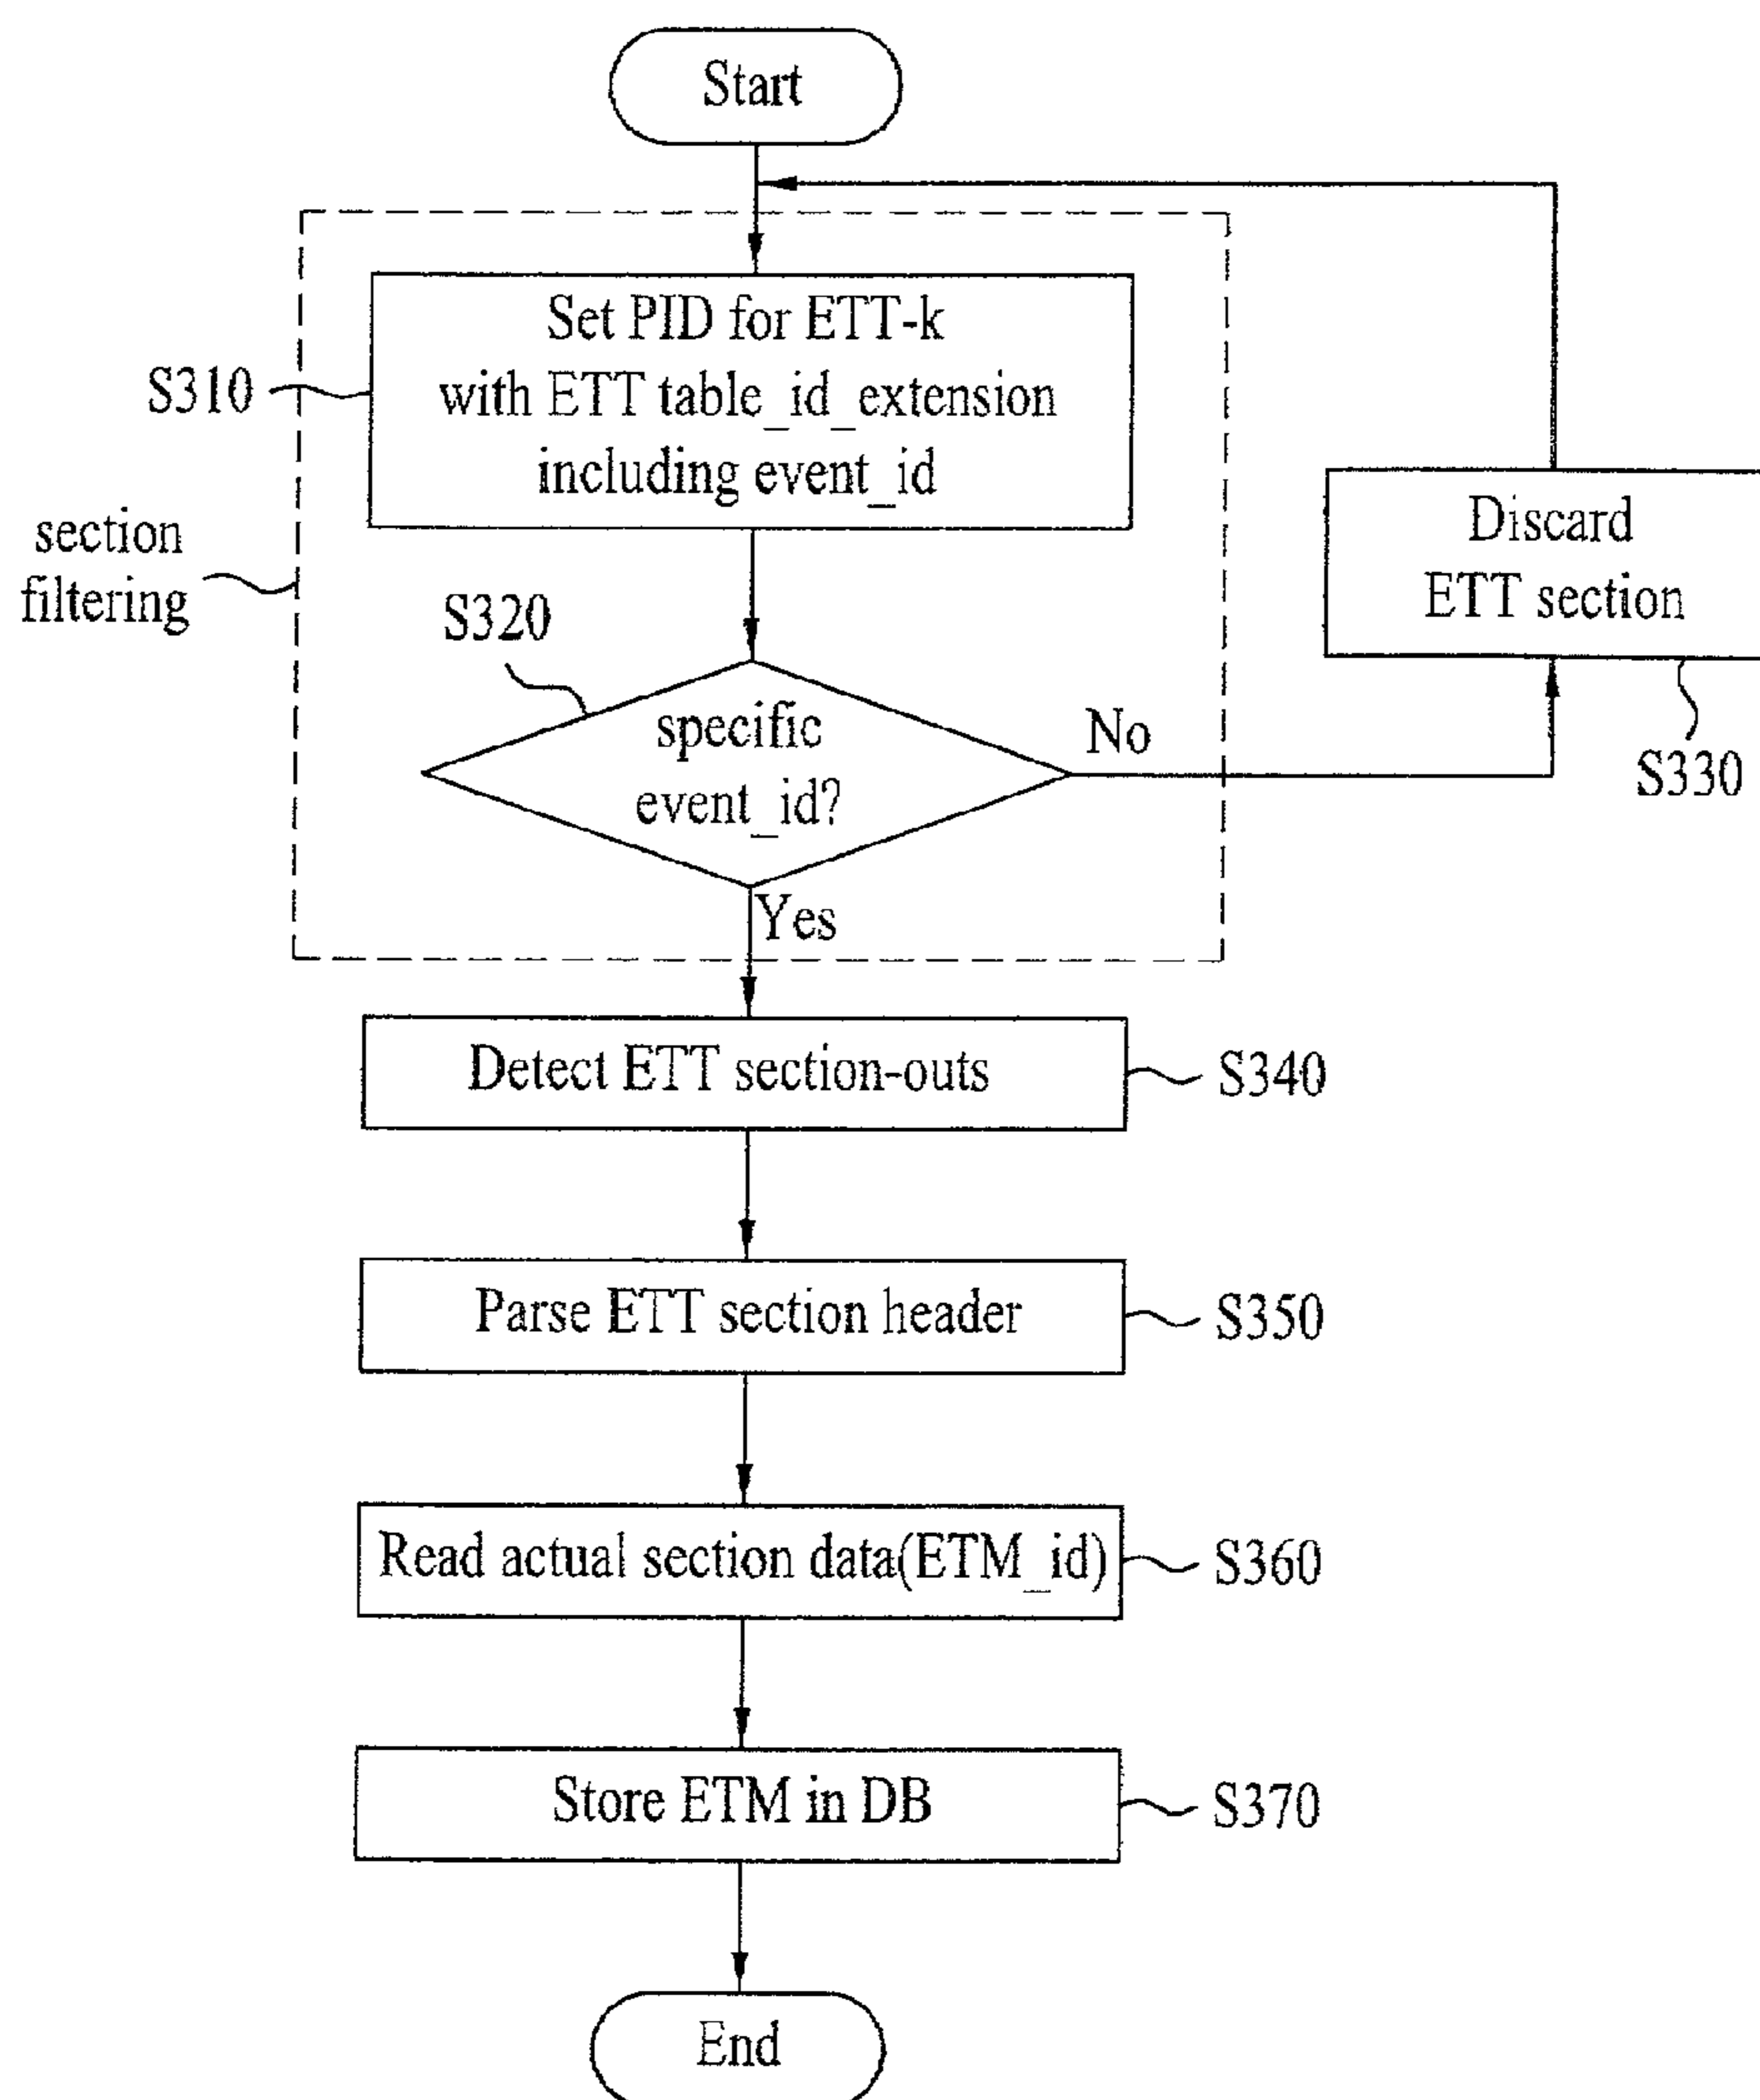 Start
Set PID for ETT-k
S310
with ETT table_id_extension
including event_id
section
filtering
Discard
ETT section
S320
specific
event_id?
No
S330
Yes
Detect ETT section-outs
S340
Parse ETT section header
S350
Read actual section data(ETM_id)
S360
Store ETM in DB
S370
End